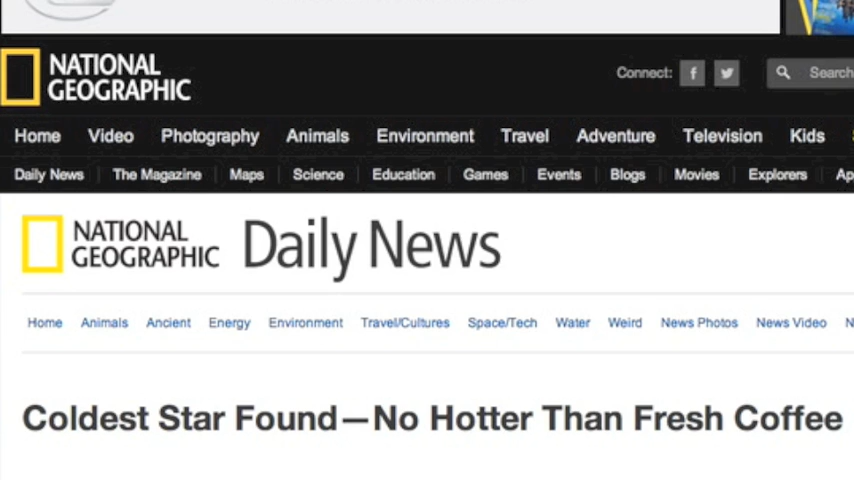 NATIONAL
GEOGRAPHIC
Connect:
Search
Home Video Photography Animals Environment Travel Adventure Television Kids
Daily News The Magazine Maps Science Education Games Events Blogs Movies Explorers Ap
NATIONAL
GEOGRAPHIC
Daily News
Home Animals Ancient Energy Environment Travel/Cultures Space/Tech Water Weird News Photos News Video N
Coldest Star Found—No Hotter Than Fresh Coffee